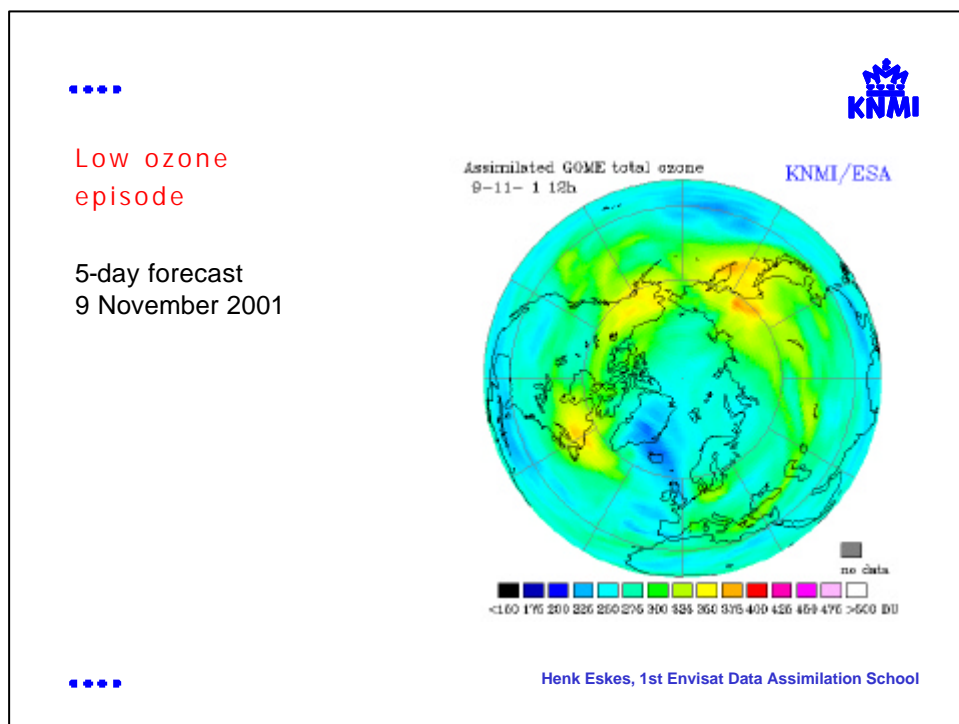 KNMI
Low ozone
episode
5-day forecast
9 November 2001
Assimilated GOME total ozone
9-11- 1 12h
KNMI/ESA
no data
<150 175 200 225 250 275 300 325 350 375 400 425 450 475 >500 DU
Henk Eskes, 1st Envisat Data Assimilation School